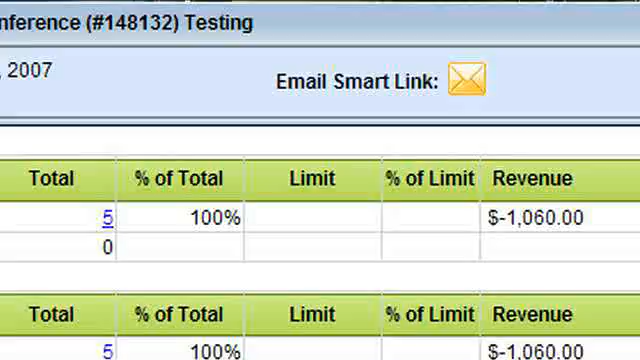 nference (#148132) Testing
, 2007
Email Smart Link:
Total % of Total Limit % of Limit Revenue
5 100% $-1,060.00
0
Total % of Total Limit % of Limit Revenue
5 100% $-1,060.00